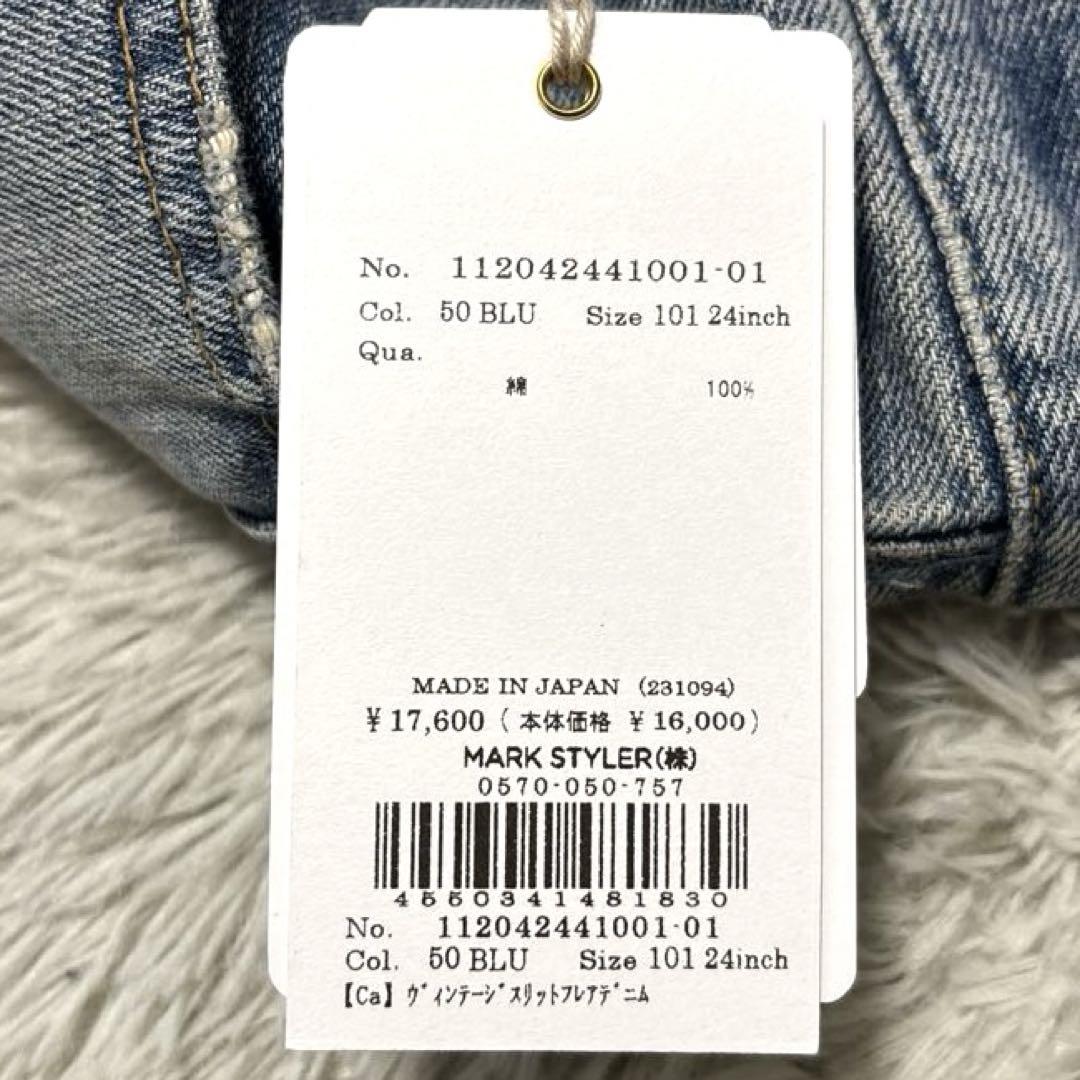 No. 112042441001-01
Col. 50 BLU Size 101 24inch
Qua.
綿 100%
MADE IN JAPAN (231094)
¥17,600 (本体価格 ¥16,000)
MARK STYLER(株)
0570-050-757
4550341481830
No. 112042441001-01
Col. 50 BLU Size 101 24inch
【Ca】ヴィンテージスリットフレアデニム